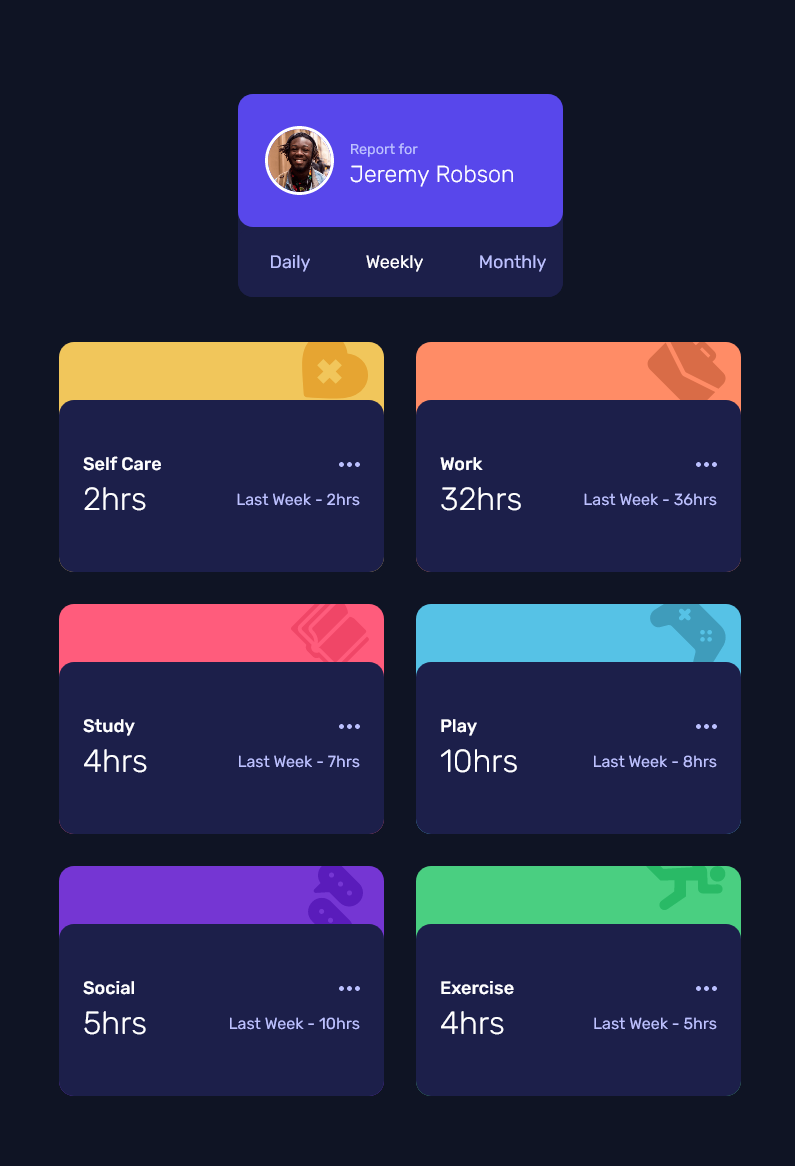 Report for
Jeremy Robson
Daily Weekly Monthly
Self Care
2hrs Last Week - 2hrs
Work
32hrs Last Week - 36hrs
Study
4hrs Last Week - 7hrs
Play
10hrs Last Week - 8hrs
Social
5hrs Last Week - 10hrs
Exercise
4hrs Last Week - 5hrs